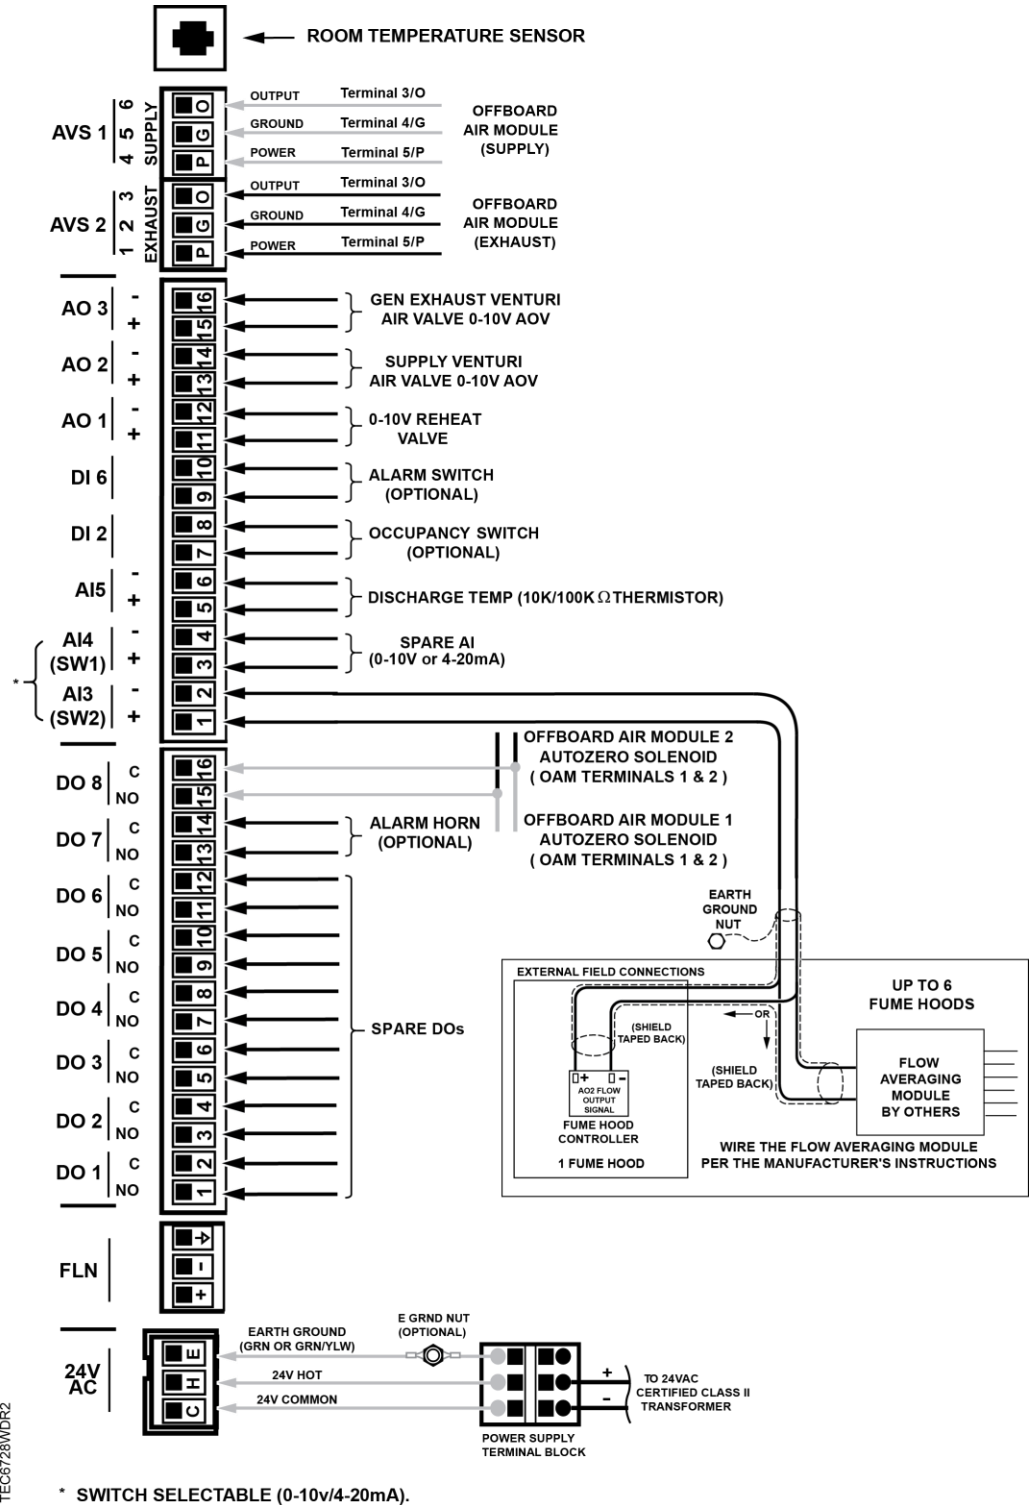 ROOM TEMPERATURE SENSOR
AVS 1
4 5 6
SUPPLY
O
G
P
OUTPUT
Terminal 3/O
GROUND
Terminal 4/G
POWER
Terminal 5/P
OFFBOARD
AIR MODULE
(SUPPLY)
AVS 2
1 2 3
EXHAUST
O
G
P
OUTPUT
Terminal 3/O
GROUND
Terminal 4/G
POWER
Terminal 5/P
OFFBOARD
AIR MODULE
(EXHAUST)
AO 3
-
+
16
15
GEN EXHAUST VENTURI
AIR VALVE 0-10V AOV
AO 2
-
+
14
13
SUPPLY VENTURI
AIR VALVE 0-10V AOV
AO 1
-
+
12
11
0-10V REHEAT
VALVE
DI 6
10
9
ALARM SWITCH
(OPTIONAL)
DI 2
8
7
OCCUPANCY SWITCH
(OPTIONAL)
AI5
-
+
6
5
DISCHARGE TEMP (10K/100K Ω THERMISTOR)
*
AI4
(SW1)
-
+
4
3
SPARE AI
(0-10V or 4-20mA)
AI3
(SW2)
-
+
2
1
DO 8
C
NO
16
15
OFFBOARD AIR MODULE 2
AUTOZERO SOLENOID
( OAM TERMINALS 1 & 2 )
DO 7
C
NO
14
13
ALARM HORN
(OPTIONAL)
OFFBOARD AIR MODULE 1
AUTOZERO SOLENOID
( OAM TERMINALS 1 & 2 )
DO 6
C
NO
12
11
DO 5
C
NO
10
9
DO 4
C
NO
8
7
DO 3
C
NO
6
5
DO 2
C
NO
4
3
DO 1
C
NO
2
1
SPARE DOs
EARTH
GROUND
NUT
EXTERNAL FIELD CONNECTIONS
UP TO 6
FUME HOODS
OR
(SHIELD
TAPED BACK)
(SHIELD
TAPED BACK)
FLOW
AVERAGING
MODULE
BY OTHERS
+ -
AO2 FLOW
OUTPUT
SIGNAL
FUME HOOD
CONTROLLER
1 FUME HOOD
WIRE THE FLOW AVERAGING MODULE
PER THE MANUFACTURER'S INSTRUCTIONS
FLN
-
+
24V
AC
E
H
C
EARTH GROUND
(GRN OR GRN/YLW)
E GRND NUT
(OPTIONAL)
24V HOT
24V COMMON
+
-
TO 24VAC
CERTIFIED CLASS II
TRANSFORMER
POWER SUPPLY
TERMINAL BLOCK
TEC6728WDR2
* SWITCH SELECTABLE (0-10v/4-20mA).